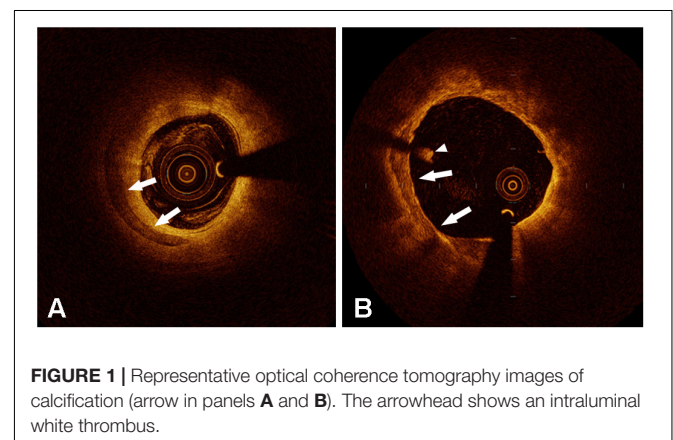 A
B
FIGURE 1 | Representative optical coherence tomography images of
calcification (arrow in panels A and B). The arrowhead shows an intraluminal
white thrombus.